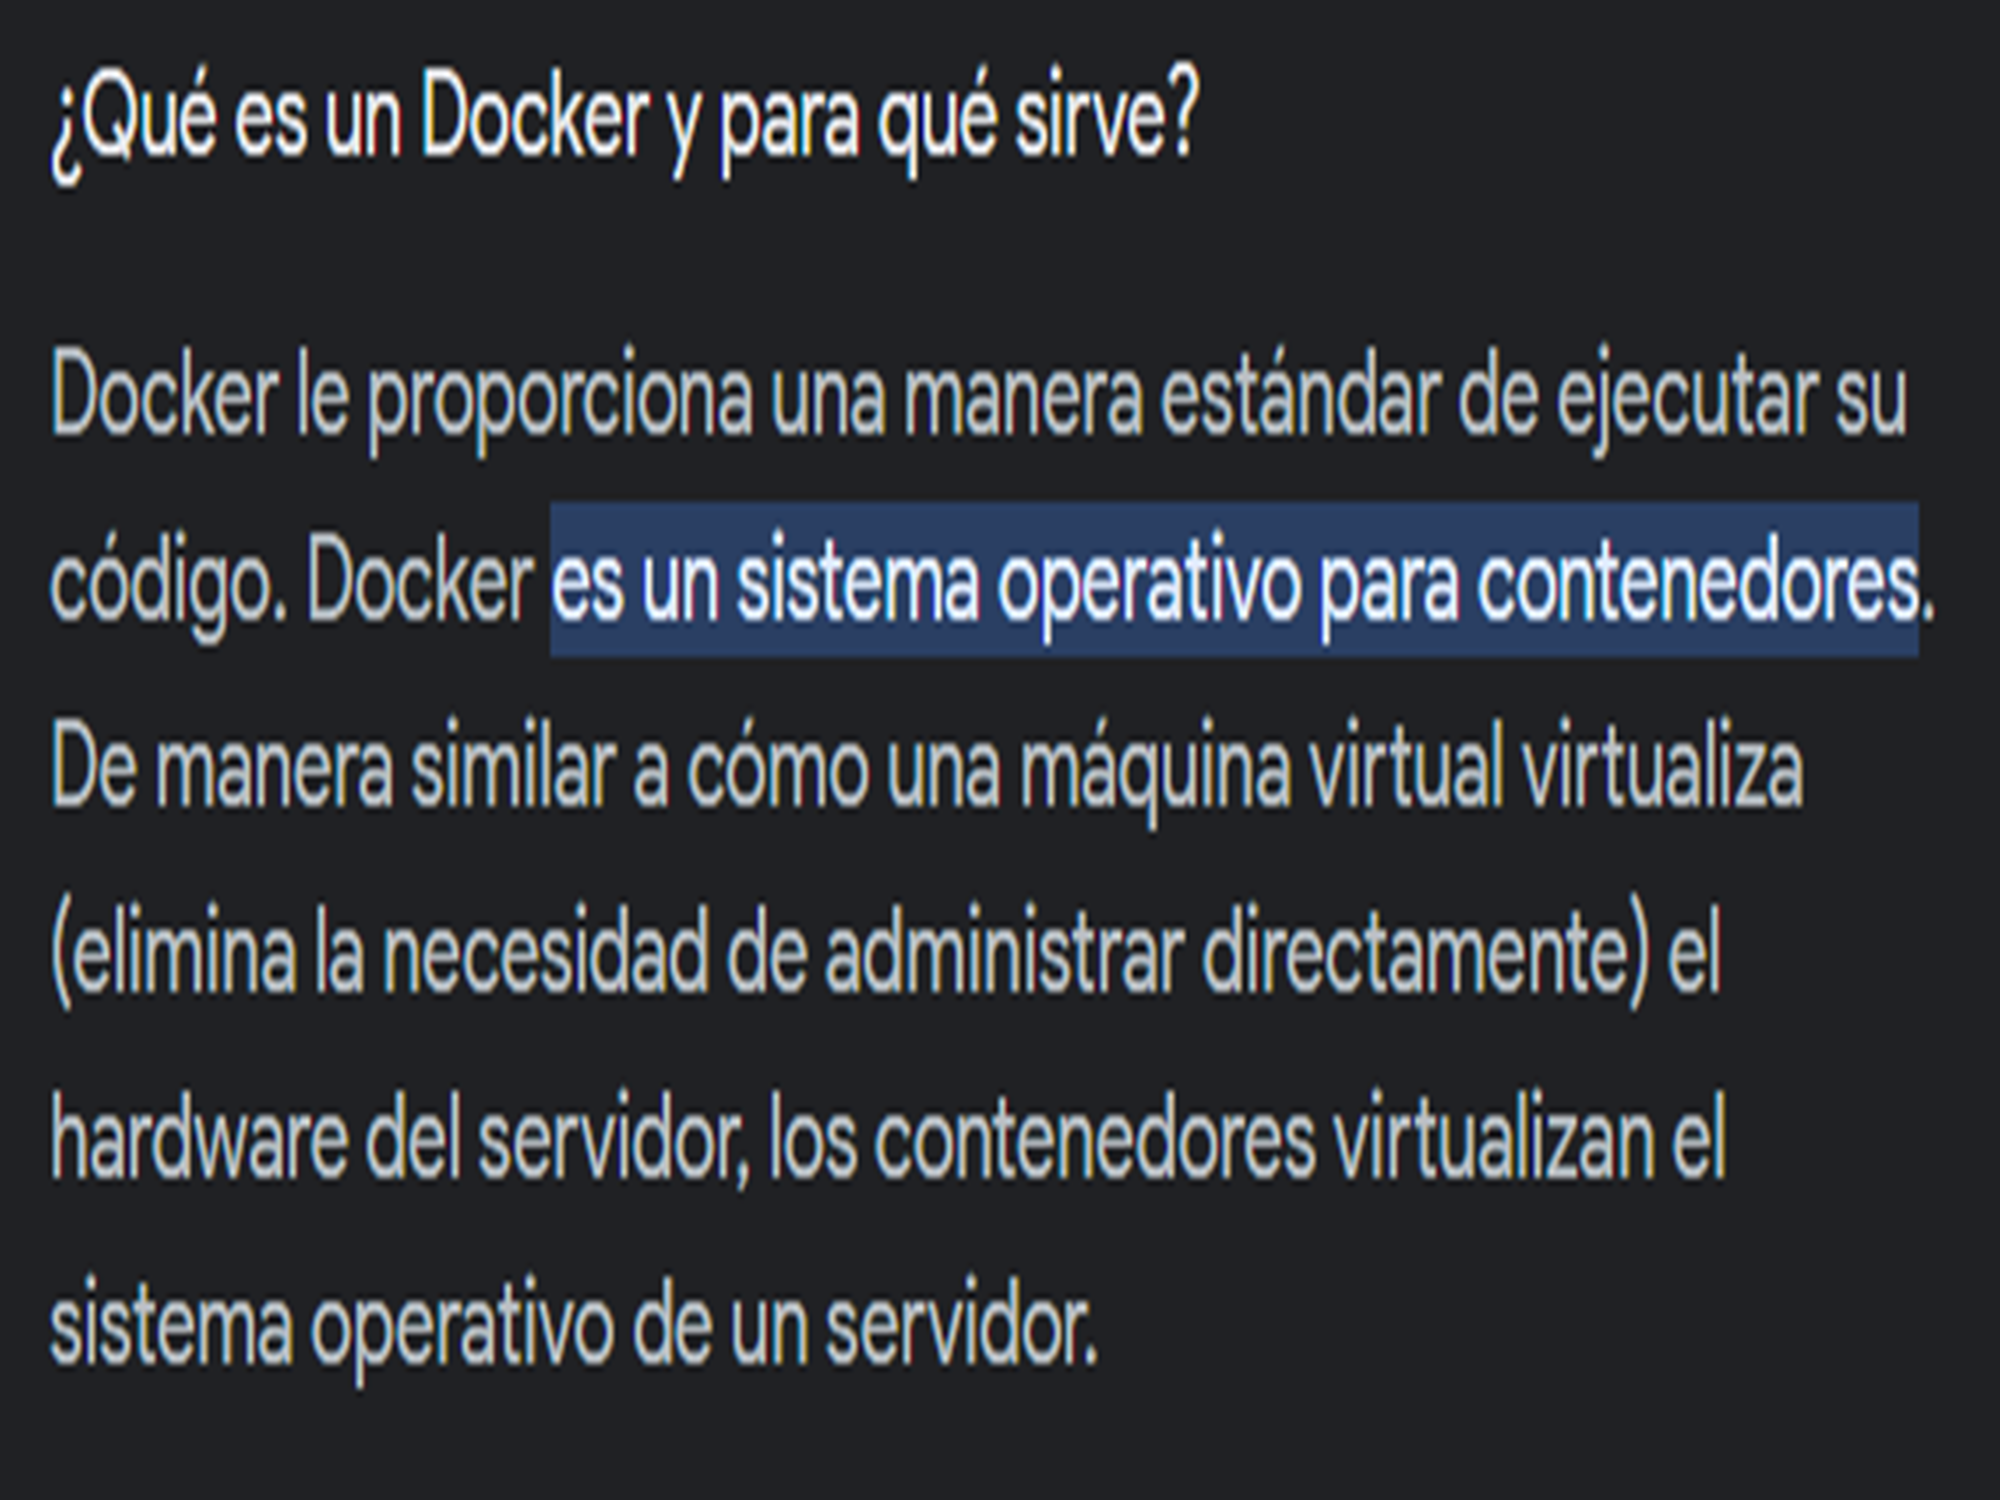 ¿Qué es un Docker y para qué sirve?
Docker le proporciona una manera estándar de ejecutar su
código. Docker es un sistema operativo para contenedores.
De manera similar a cómo una máquina virtual virtualiza
(elimina la necesidad de administrar directamente) el
hardware del servidor, los contenedores virtualizan el
sistema operativo de un servidor.